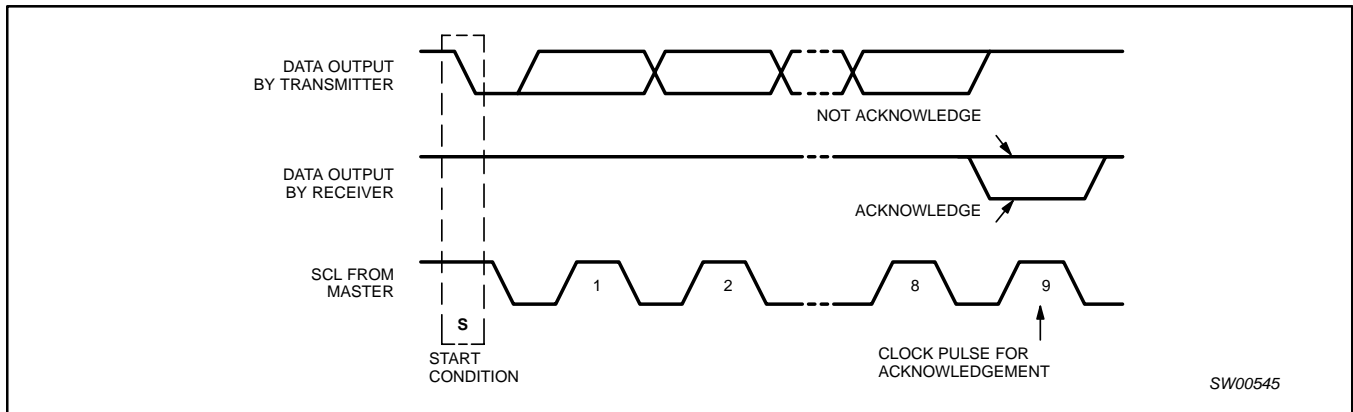 DATA OUTPUT
BY TRANSMITTER
NOT ACKNOWLEDGE
DATA OUTPUT
BY RECEIVER
ACKNOWLEDGE
SCL FROM
MASTER
1
2
8
9
S
START
CONDITION
CLOCK PULSE FOR
ACKNOWLEDGEMENT
SW00545